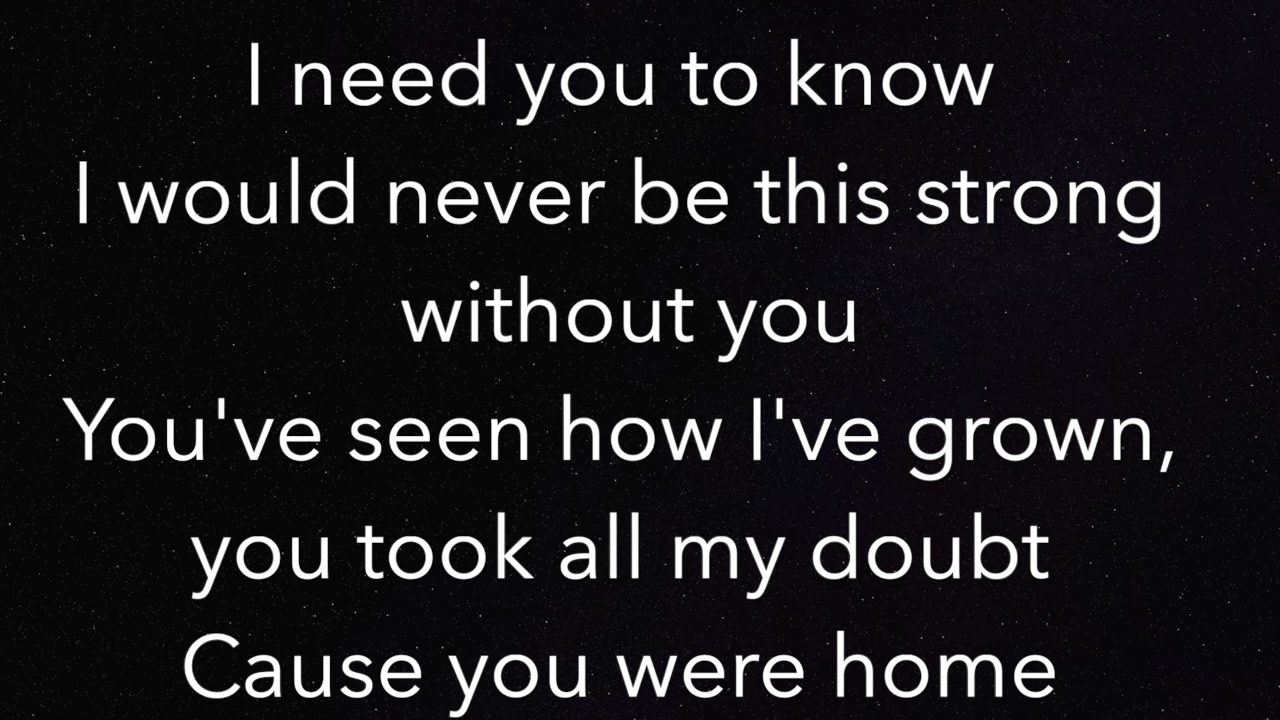 I need you to know
I would never be this strong
without you
You've seen how I've grown,
you took all my doubt
Cause you were home